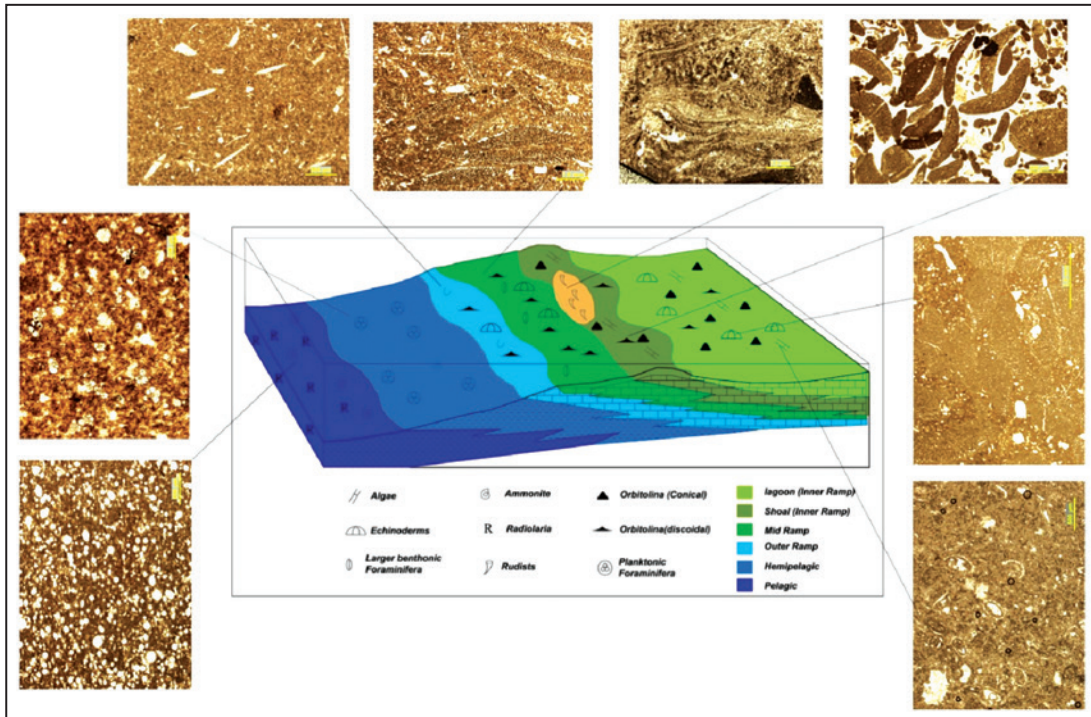 R
R
R
R
R
Algae
Ammonite
Orbitolina (Conical)
lagoon (Inner Ramp)
Shoal (Inner Ramp)
Echinoderms
R
Radiolaria
Orbitolina(discoidal)
Mid Ramp
Outer Ramp
Larger benthonic
Foraminifera
Rudists
Planktonic
Foraminifera
Hemipelagic
Pelagic